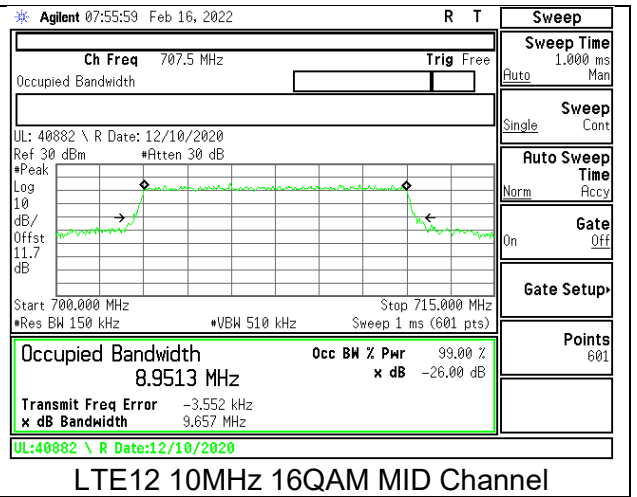 Agilent 07:55:59 Feb 16, 2022 R T
Ch Freq 707.5 MHz Trig Free
Occupied Bandwidth
UL: 40882 \ R Date: 12/10/2020
Ref 30 dBm #Atten 30 dB
#Peak
Log
10
dB/
Offst
11.7
dB
Start 700.000 MHz Stop 715.000 MHz
#Res BW 150 kHz #VBW 510 kHz Sweep 1 ms (601 pts)
Occupied Bandwidth Occ BW % Pwr 99.00 %
8.9513 MHz x dB -26.00 dB
Transmit Freq Error -3.552 kHz
x dB Bandwidth 9.657 MHz
UL:40882 \ R Date:12/10/2020
Sweep
Sweep Time
1.000 ms
Auto Man
Sweep
Single Cont
Auto Sweep
Time
Norm Accy
Gate
On Off
Gate Setup
Points
601
LTE12 10MHz 16QAM MID Channel